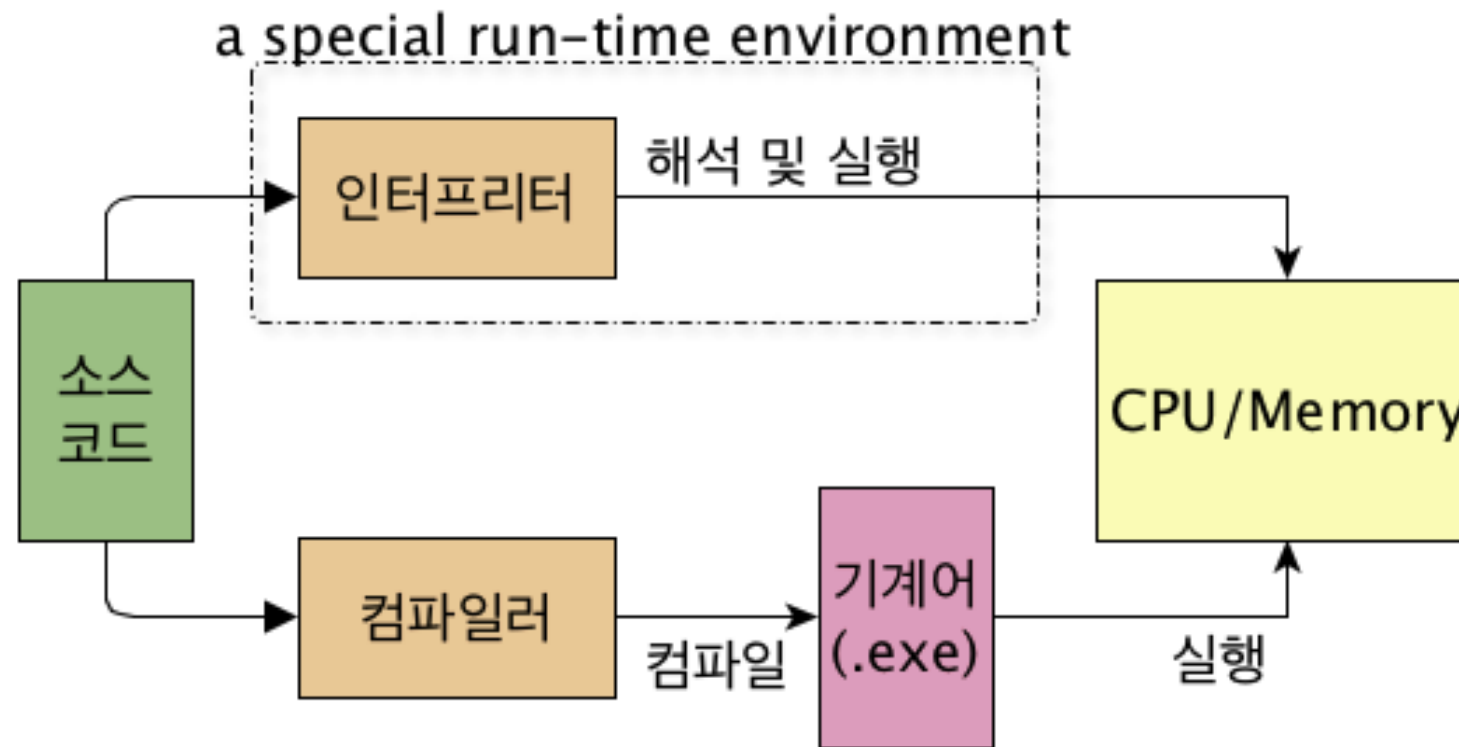 a special run-time environment
인터프리터
해석 및 실행
소스
코드
CPU/Memory
컴파일러
컴파일
기계어
(.exe)
실행